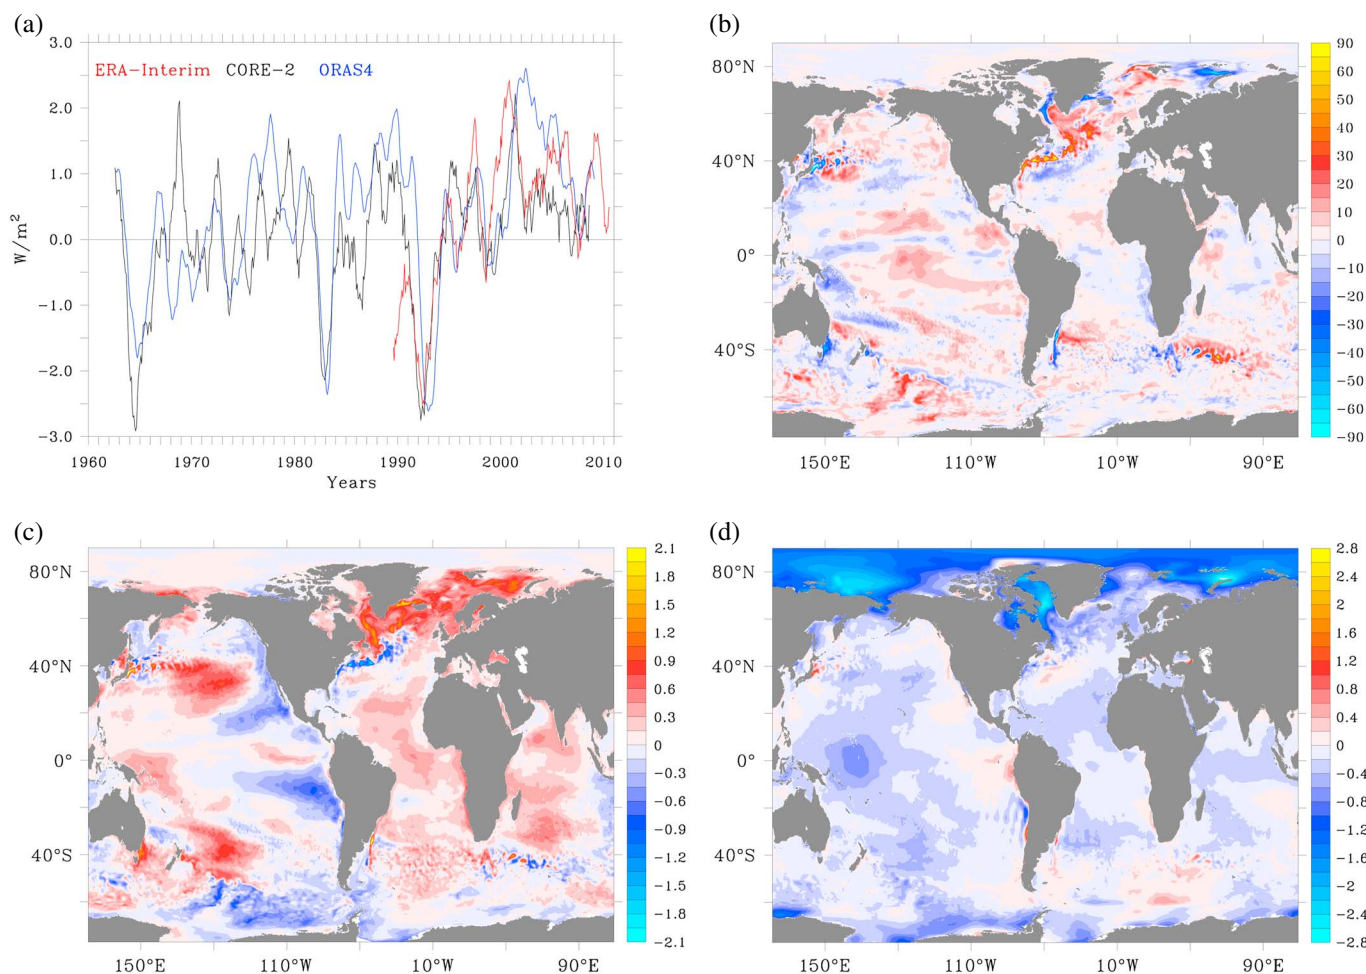 (a)
3.0
2.0
1.0
0.0
−1.0
−2.0
−3.0
W/m²
ERA−Interim CORE−2 ORAS4
1960 1970 1980 1990 2000 2010
Years
(b)
80°N
40°N
0°
40°S
150°E 110°W 10°W 90°E
90
80
70
60
50
40
30
20
10
0
−10
−20
−30
−40
−50
−60
−70
−80
−90
(c)
80°N
40°N
0°
40°S
150°E 110°W 10°W 90°E
2.1
1.8
1.5
1.2
0.9
0.6
0.3
0
−0.3
−0.6
−0.9
−1.2
−1.5
−1.8
−2.1
(d)
80°N
40°N
0°
40°S
150°E 110°W 10°W 90°E
2.8
2.4
2
1.6
1.2
0.8
0.4
0
−0.4
−0.8
−1.2
−1.6
−2
−2.4
−2.8